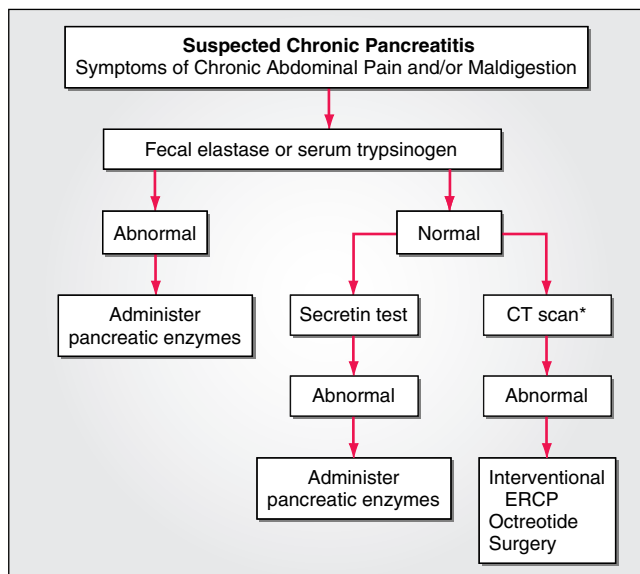 Suspected Chronic Pancreatitis
Symptoms of Chronic Abdominal Pain and/or Maldigestion
Fecal elastase or serum trypsinogen
Abnormal
Normal
Administer
pancreatic enzymes
Secretin test
CT scan*
Abnormal
Abnormal
Administer
pancreatic enzymes
Interventional
ERCP
Octreotide
Surgery